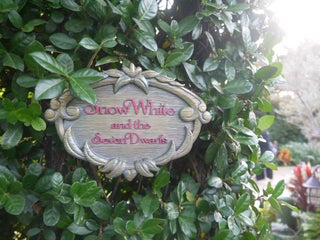 Snow White
and the
Seven Dwarfs